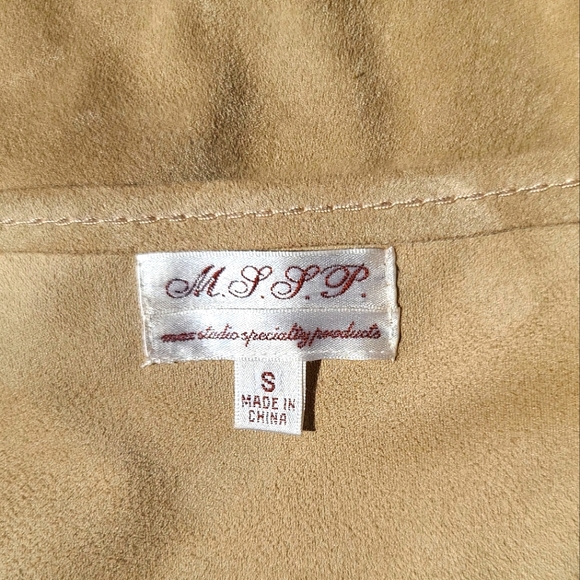 M.S.S.P.
max studio specialty products
S
MADE IN
CHINA